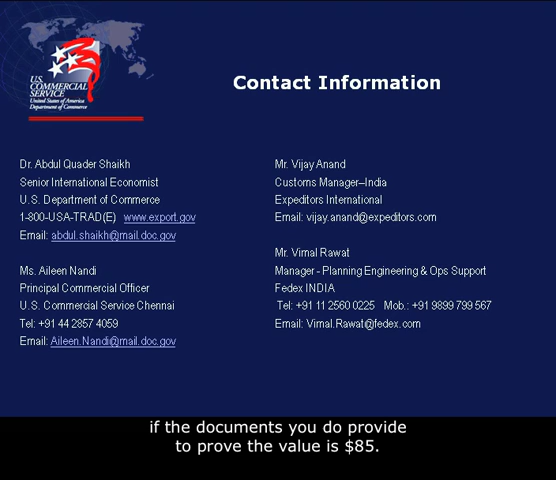 U.S.
COMMERCIAL
SERVICE
United States of America
Department of Commerce
Contact Information
Dr. Abdul Quader Shaikh
Senior International Economist
U.S. Department of Commerce
1-800-USA-TRAD(E) www.export.gov
Email: abdul.shaikh@mail.doc.gov
Ms. Aileen Nandi
Principal Commercial Officer
U.S. Commercial Service Chennai
Tel: +91 44 2857 4059
Email: Aileen.Nandi@mail.doc.gov
Mr. Vijay Anand
Customs Manager–India
Expeditors International
Email: vijay.anand@expeditors.com
Mr. Vimal Rawat
Manager - Planning Engineering & Ops Support
Fedex INDIA
Tel: +91 11 2560 0225 Mob.: +91 9899 799 567
Email: Vimal.Rawat@fedex.com
if the documents you do provide
to prove the value is $85.